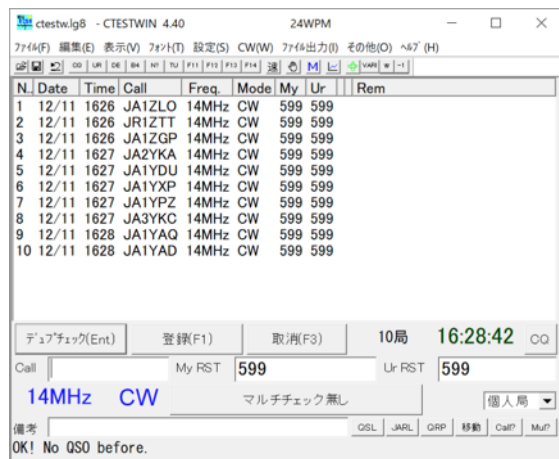 ctestw.lg8 - CTESTWIN 4.40 24WPM
ﾌｧｲﾙ(F) 編集(E) 表示(V) ﾌｫﾝﾄ(T) 設定(S) CW(W) ﾌｧｲﾙ出力(I) その他(O) ﾍﾙﾌﾟ(H)
CQ UR DE BH N? TU F11 F12 F13 F14 速 M VARI W -1
N.. Date Time Call Freq. Mode My Ur Rem
1 12/11 1626 JA1ZLO 14MHz CW 599 599
2 12/11 1626 JR1ZTT 14MHz CW 599 599
3 12/11 1626 JA1ZGP 14MHz CW 599 599
4 12/11 1627 JA2YKA 14MHz CW 599 599
5 12/11 1627 JA1YDU 14MHz CW 599 599
6 12/11 1627 JA1YXP 14MHz CW 599 599
7 12/11 1627 JA1YPZ 14MHz CW 599 599
8 12/11 1627 JA3YKC 14MHz CW 599 599
9 12/11 1628 JA1YAQ 14MHz CW 599 599
10 12/11 1628 JA1YAD 14MHz CW 599 599
ﾃﾞｭﾌﾟﾁｪｯｸ(Ent) 登録(F1) 取消(F3) 10局 16:28:42 CQ
Call My RST 599 Ur RST 599
14MHz CW マルチチェック無し 個人局
備考 QSL JARL QRP 移動 Call? Mul?
OK! No QSO before.